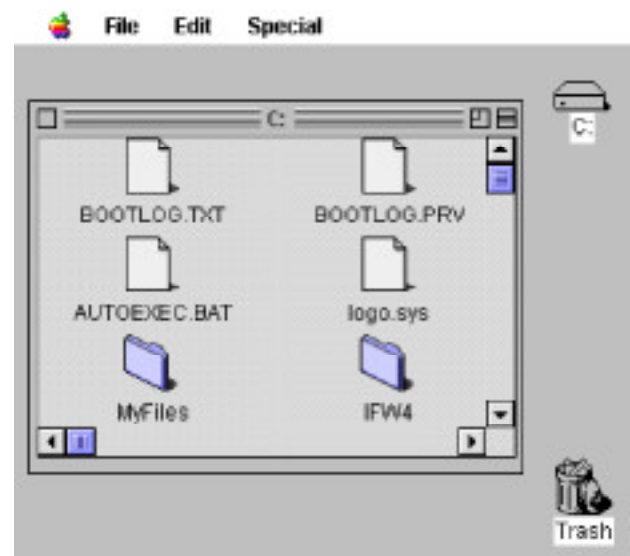 File Edit Special
C:
C:
BOOTLOG.TXT BOOTLOG.PRV
AUTOEXEC.BAT logo.sys
MyFiles IFW4
Trash